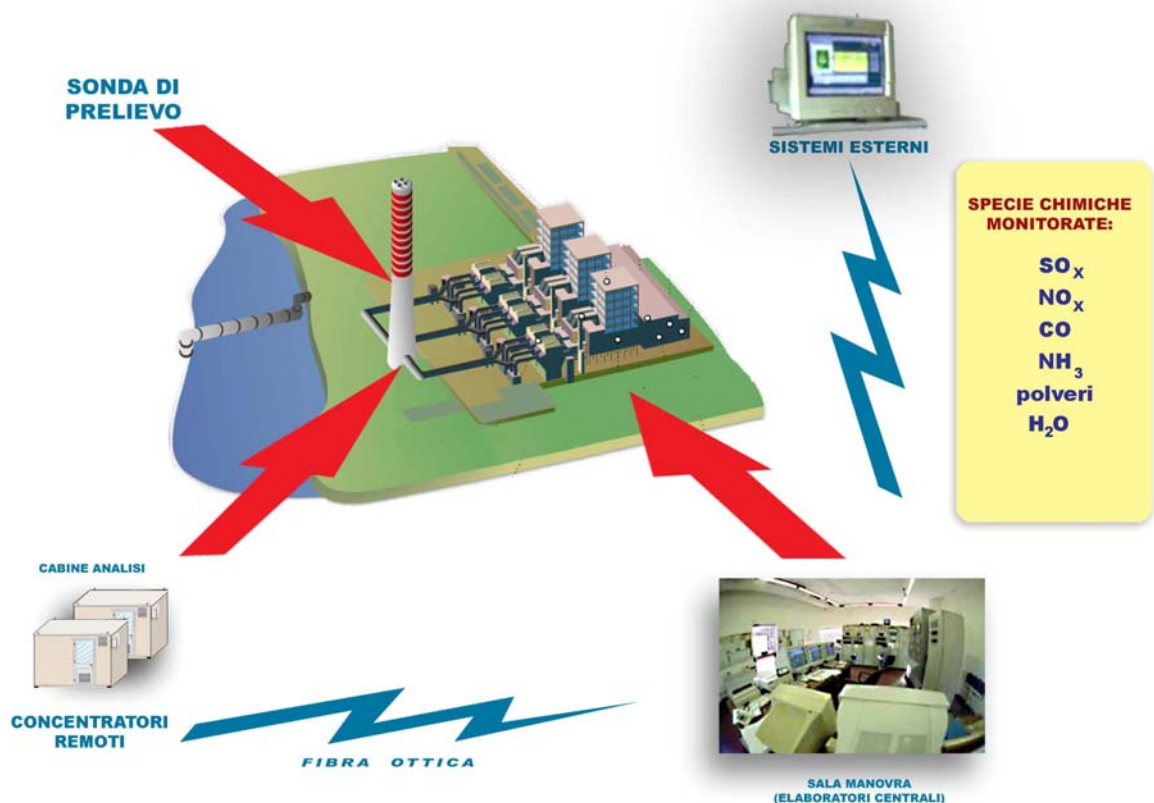 SONDA DI
PRELIEVO
SISTEMI ESTERNI
SPECIE CHIMICHE
MONITORATE:
SOX
NOX
CO
NH3
polveri
H2O
CABINE ANALISI
CONCENTRATORI
REMOTI
FIBRA OTTICA
SALA MANOVRA
(ELABORATORI CENTRALI)